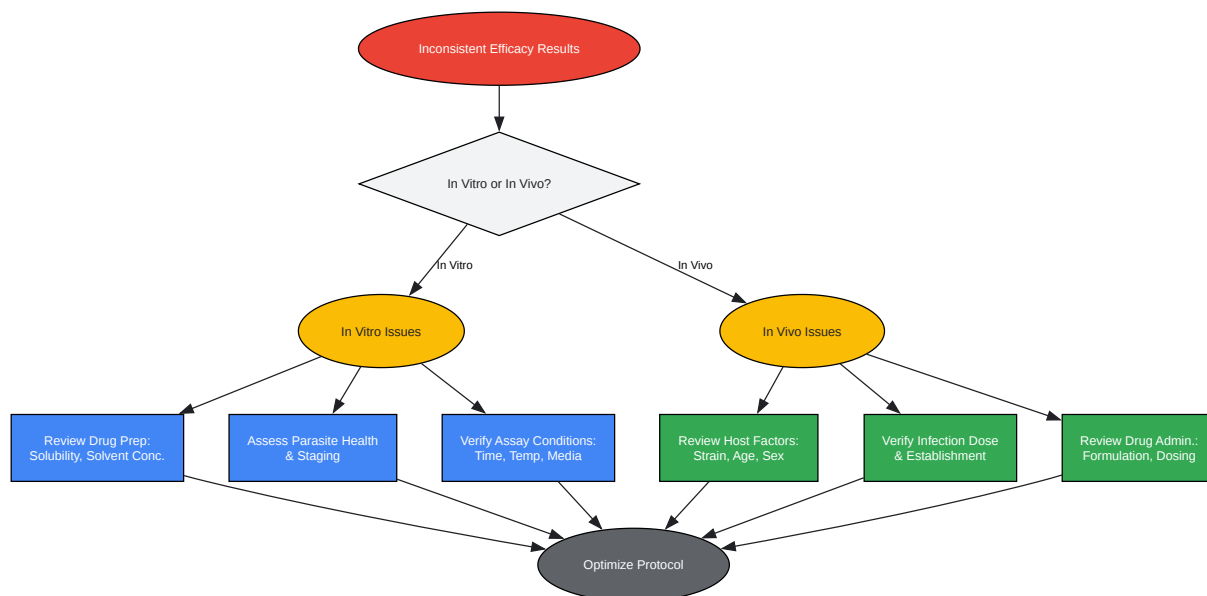 Inconsistent Efficacy Results
In Vitro or In Vivo?
In Vitro
In Vivo
In Vitro Issues
In Vivo Issues
Review Drug Prep:
Solubility, Solvent Conc.
Assess Parasite Health
& Staging
Verify Assay Conditions:
Time, Temp, Media
Review Host Factors:
Strain, Age, Sex
Verify Infection Dose
& Establishment
Review Drug Admin.:
Formulation, Dosing
Optimize Protocol